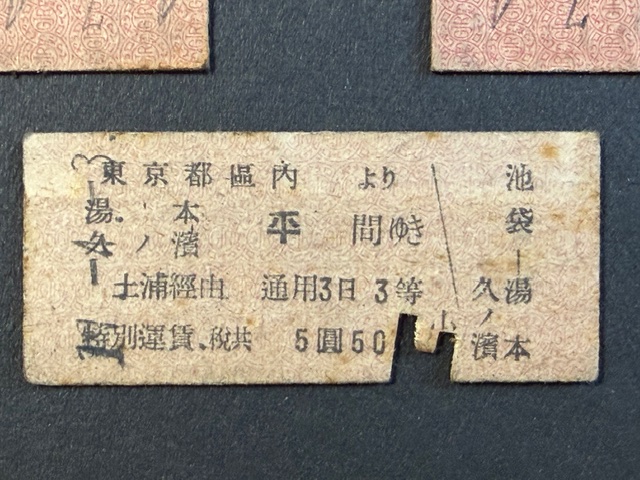 東京都區内 より
湯 本
久ノ濱 平 間ゆき
土浦經由 通用3日 3等
特別運賃、税共 5圓50
小
池袋―湯本
久ノ濱